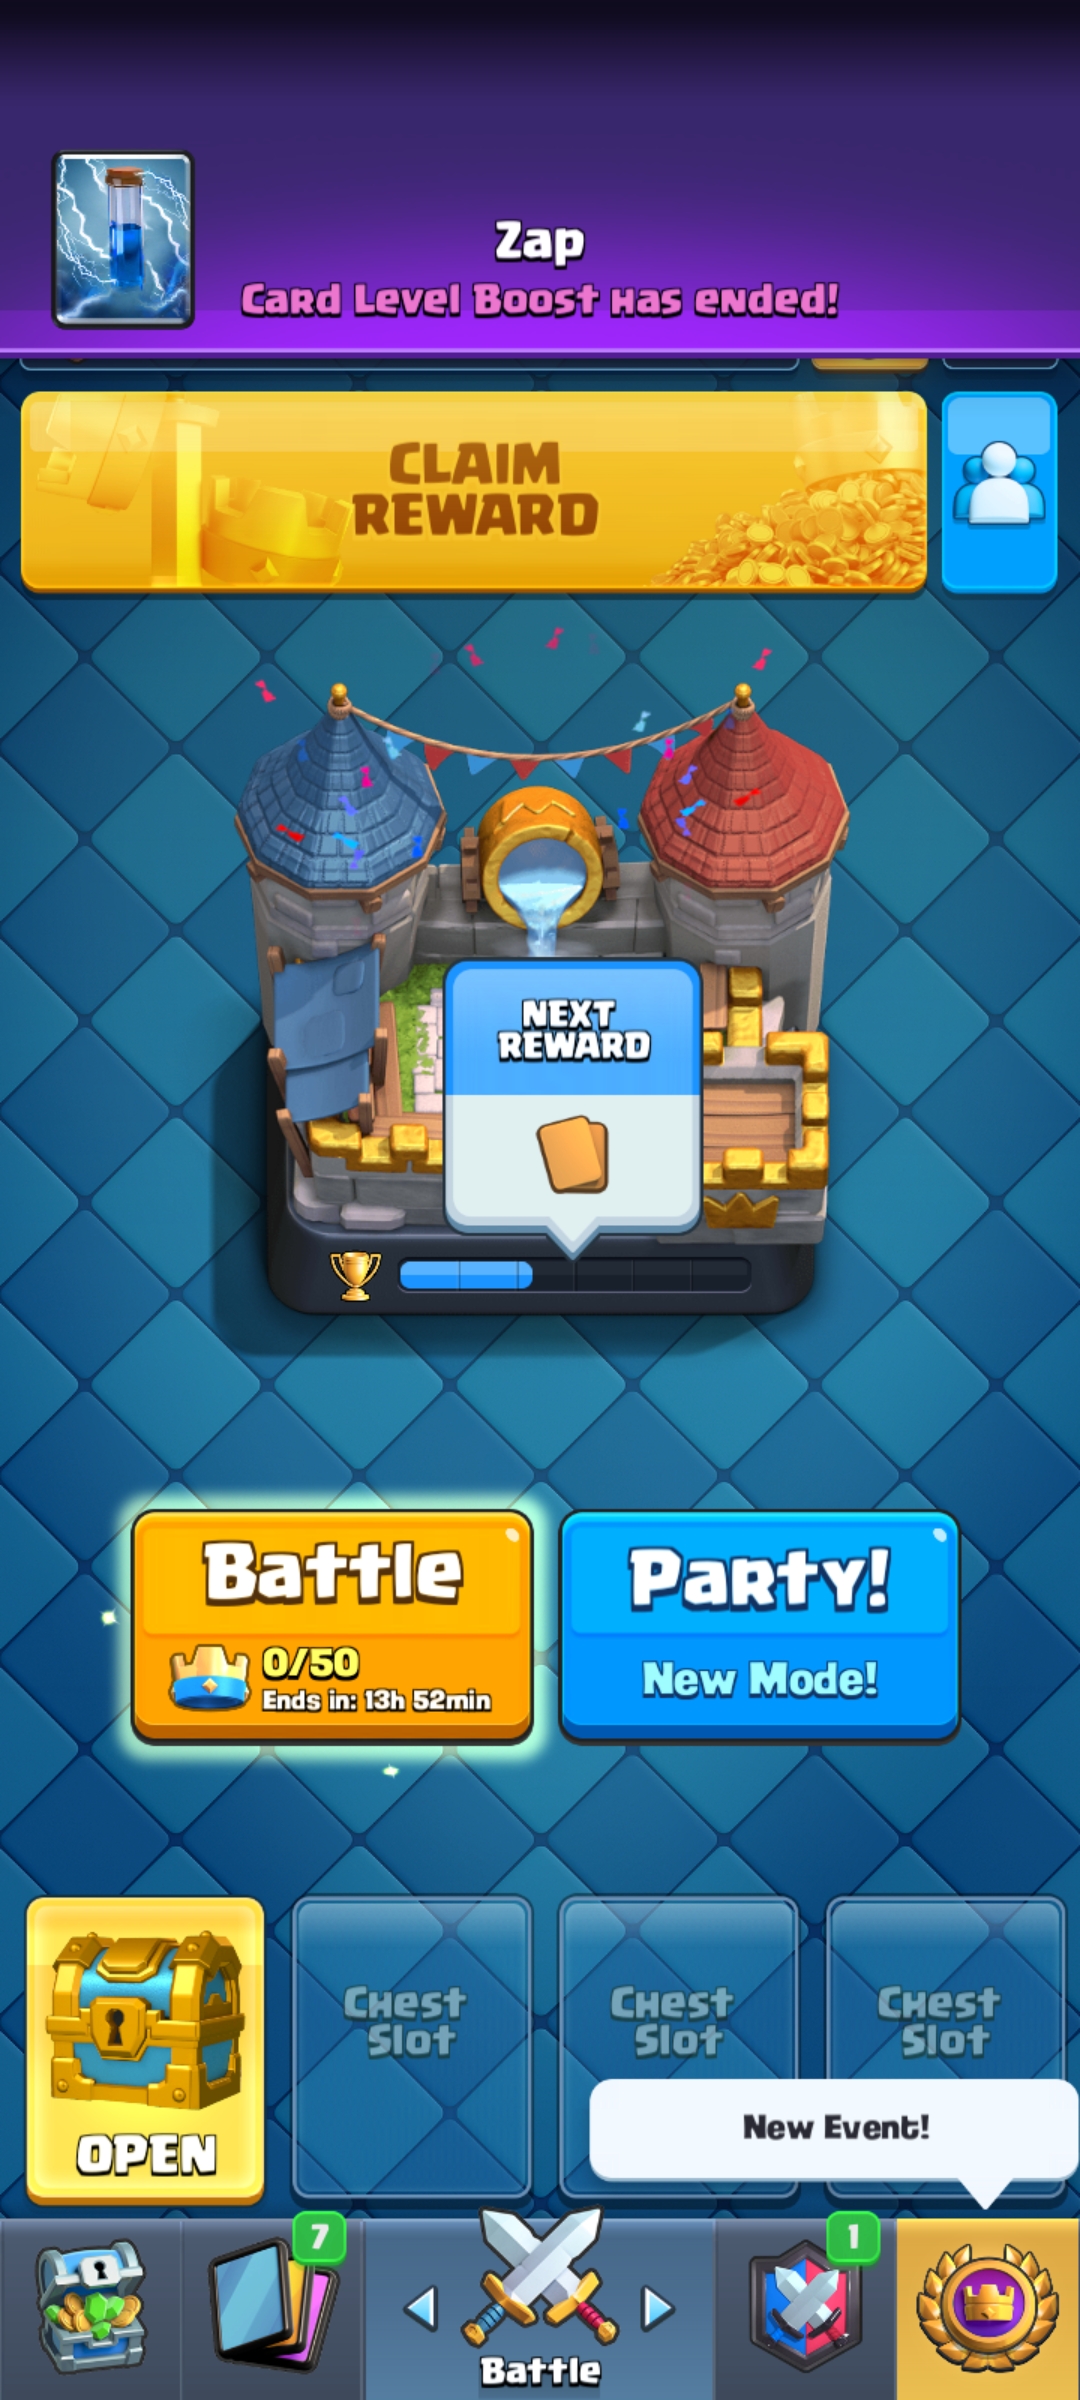 Zap
Card Level Boost has ended!
CLAIM
REWARD
NEXT
REWARD
Battle
0/50
Ends in: 13h 52min
Party!
New Mode!
Chest
Slot
Chest
Slot
Chest
Slot
OPEN
New Event!
7
1
Battle